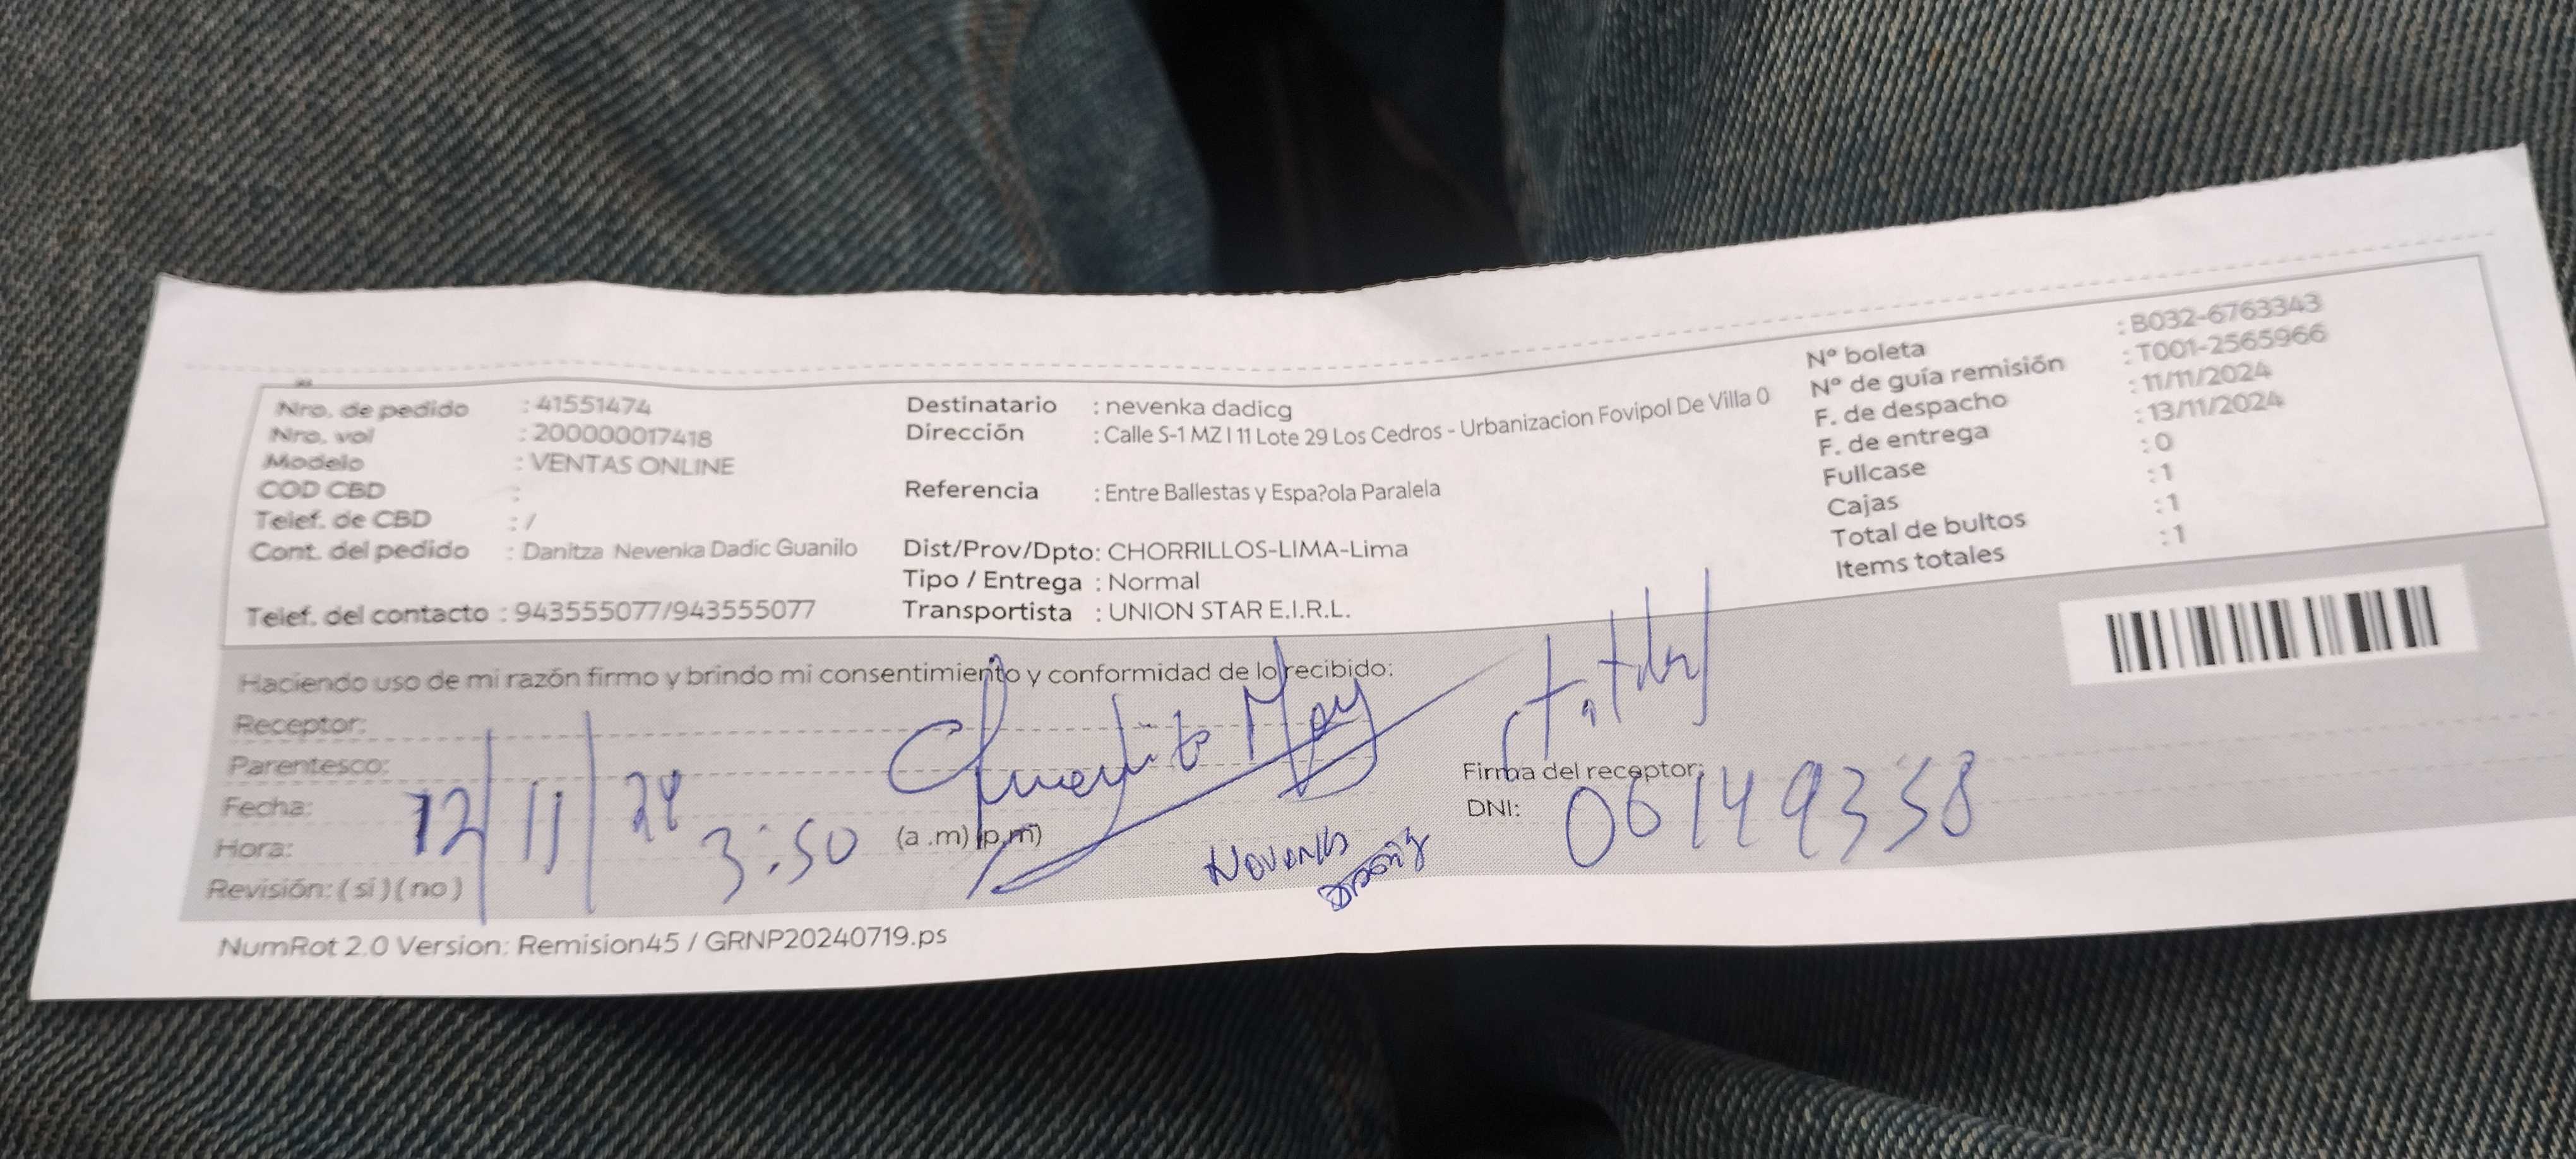 Nro. de pedido : 41551474
Nro. vol : 200000017418
Modelo : VENTAS ONLINE
COD CBD :
Telef. de CBD : /
Cont. del pedido : Danitza Nevenka Dadic Guanilo
Telef. del contacto : 943555077/943555077
Destinatario : nevenka dadicg
Dirección : Calle S-1 MZ I 11 Lote 29 Los Cedros - Urbanizacion Fovipol De Villa 0
Referencia : Entre Ballestas y Espa?ola Paralela
Dist/Prov/Dpto: CHORRILLOS-LIMA-Lima
Tipo / Entrega : Normal
Transportista : UNION STAR E.I.R.L.
Nº boleta : B032-6763343
Nº de guía remisión : T001-2565966
F. de despacho : 11/11/2024
F. de entrega : 13/11/2024
Fullcase : 0
Cajas : 1
Total de bultos : 1
Items totales : 1
Haciendo uso de mi razón firmo y brindo mi consentimiento y conformidad de lo recibido:
Receptor:
Parentesco:
Fecha: 12/11/24
Hora: 3:50 (a .m) (p.m)
Revisión: ( si ) ( no )
Firma del receptor:
DNI: 06149358
NumRot 2.0 Version: Remision45 / GRNP20240719.ps